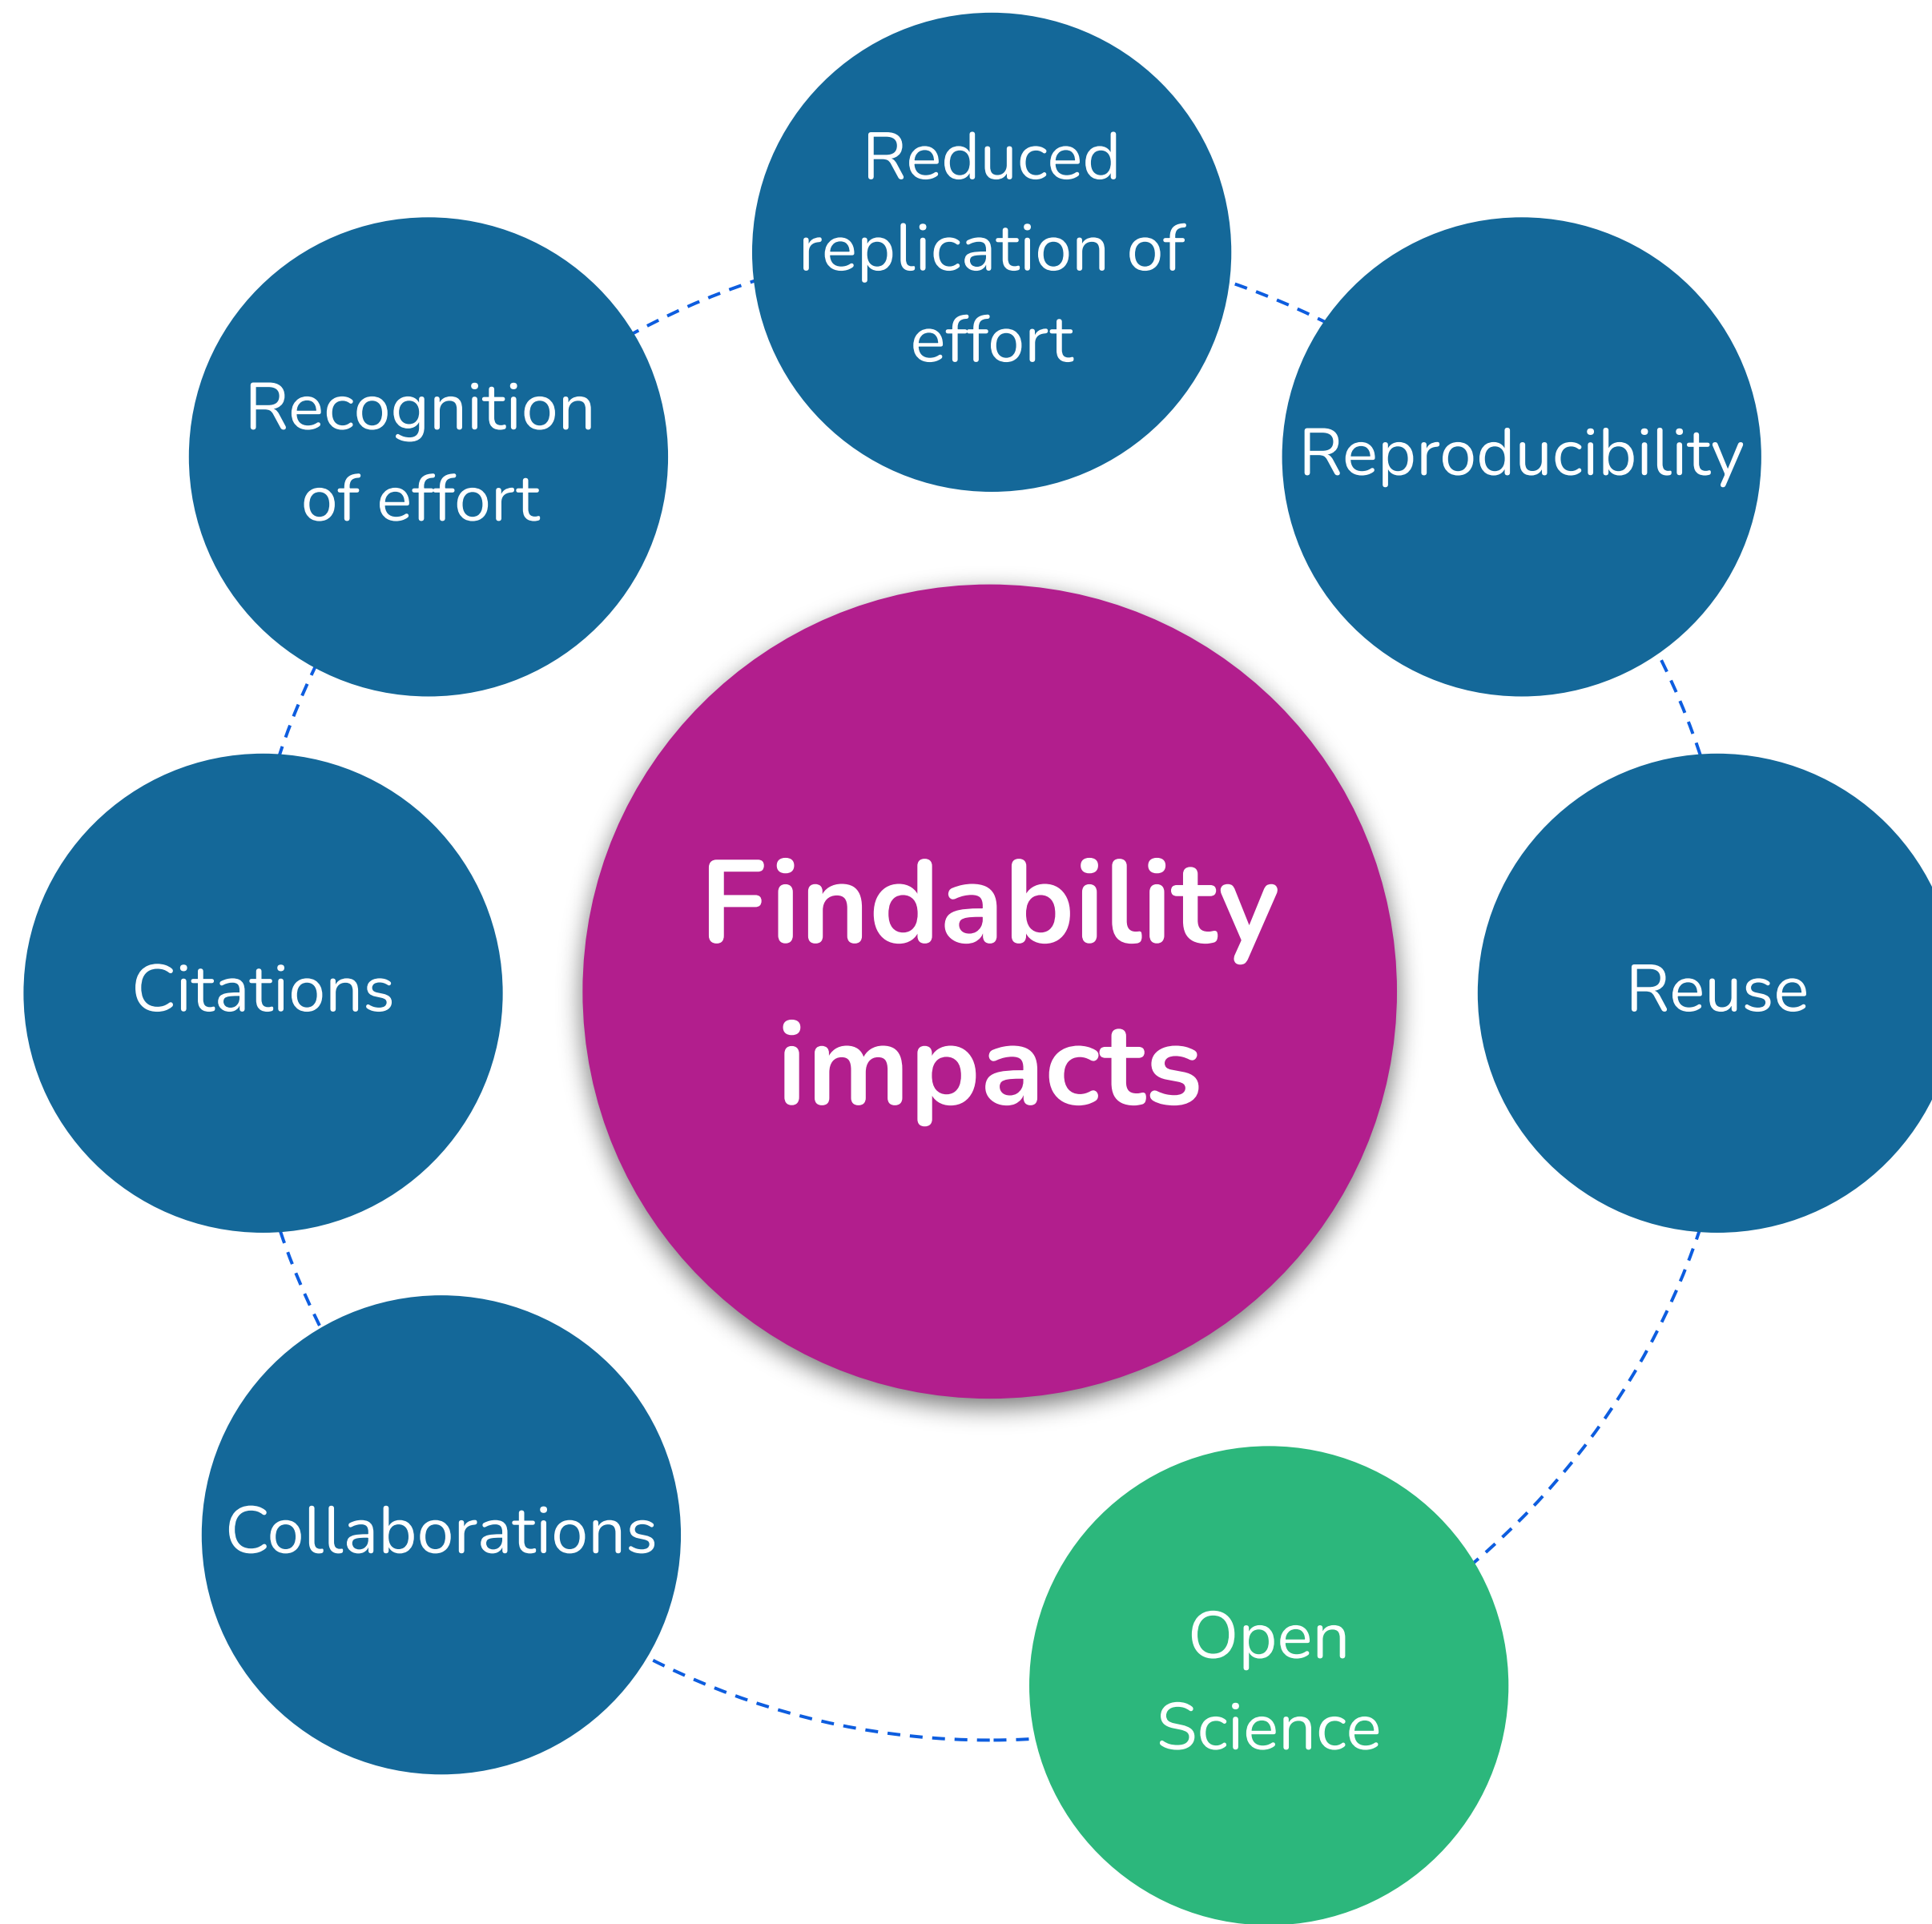 Reduced
replication of
effort
Recognition
of effort
Reproducibility
Findability
impacts
Citations
Reuse
Collaborations
Open
Science